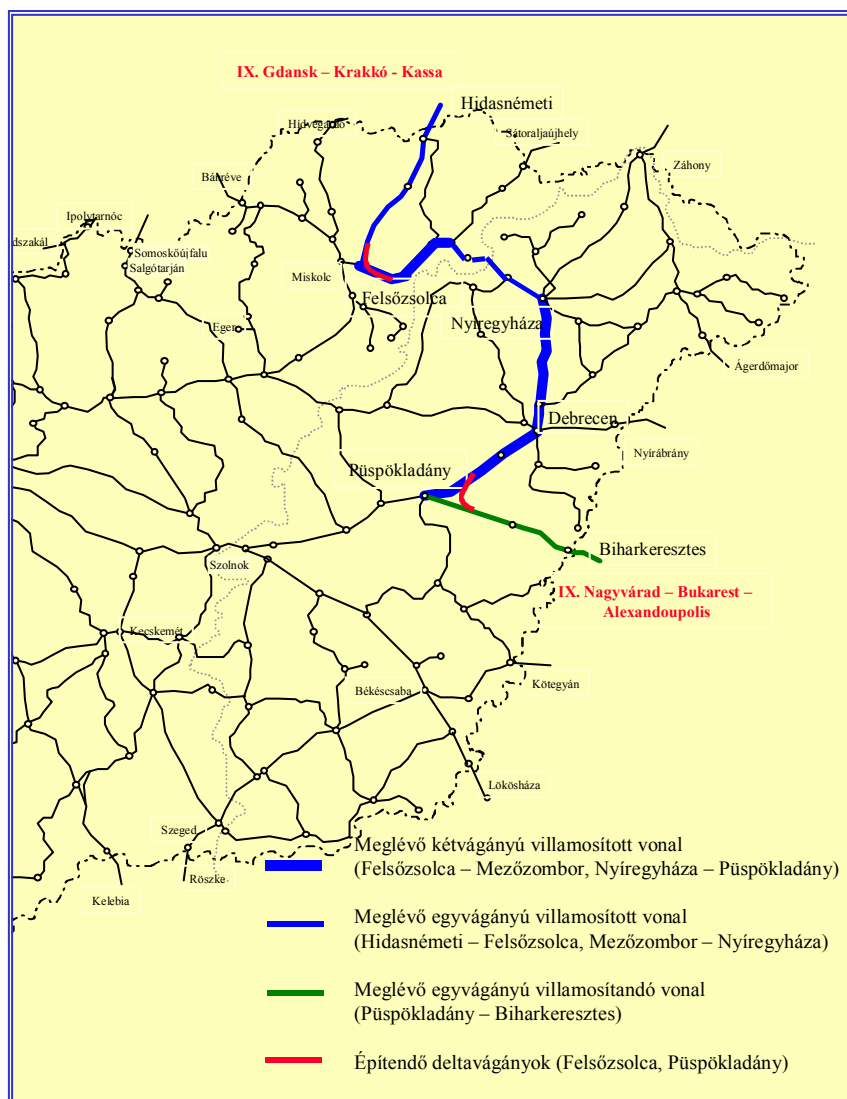 IX. Gdansk – Krakkó - Kassa
Hidasnémeti
Hídvégardó
Sátoraljaújhely
Záhony
Bánréve
Ipolytarnóc
dszakál
Somoskőújfalu
Salgótarján
Miskolc
Felsőzsolca
Eger
Nyíregyháza
Ágerdőmajor
Debrecen
Nyírábrány
Püspökladány
Biharkeresztes
Szolnok
IX. Nagyvárad – Bukarest –
Alexandoupolis
Kecskemét
Kötegyán
Békéscsaba
Lökösháza
Szeged
Röszke
Kelebia
Meglévő kétvágányú villamosított vonal
(Felsőzsolca – Mezőzombor, Nyíregyháza – Püspökladány)
Meglévő egyvágányú villamosított vonal
(Hidasnémeti – Felsőzsolca, Mezőzombor – Nyíregyháza)
Meglévő egyvágányú villamosítandó vonal
(Püspökladány – Biharkeresztes)
Építendő deltavágányok (Felsőzsolca, Püspökladány)